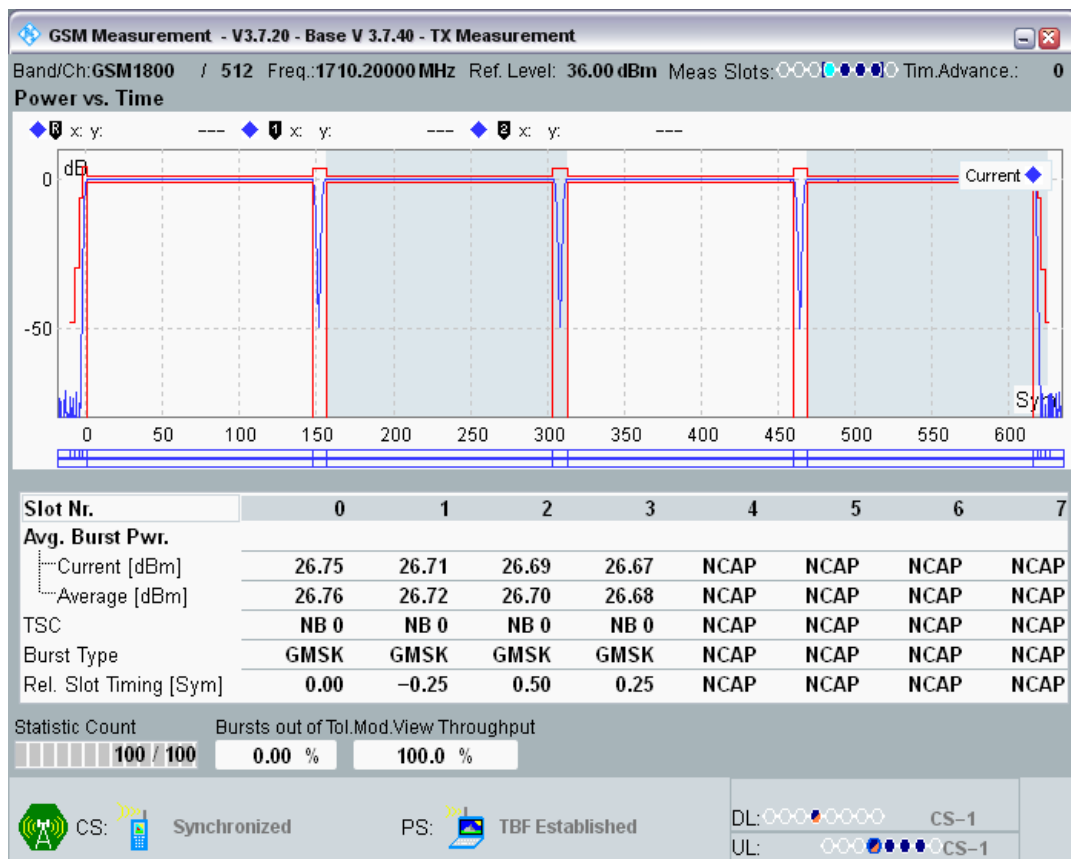 GSM Measurement - V3.7.20 - Base V 3.7.40 - TX Measurement
Band/Ch:GSM1800 / 512 Freq.:1710.20000 MHz Ref. Level: 36.00 dBm Meas Slots: Tim.Advance.: 0
Power vs. Time
R x: y: --- 1 x: y: --- 2 x: y: ---
dB
Current
0
-50
Sym
0 50 100 150 200 250 300 350 400 450 500 550 600
Slot Nr. 0 1 2 3 4 5 6 7
Avg. Burst Pwr.
Current [dBm] 26.75 26.71 26.69 26.67 NCAP NCAP NCAP NCAP
Average [dBm] 26.76 26.72 26.70 26.68 NCAP NCAP NCAP NCAP
TSC NB 0 NB 0 NB 0 NB 0 NCAP NCAP NCAP NCAP
Burst Type GMSK GMSK GMSK GMSK NCAP NCAP NCAP NCAP
Rel. Slot Timing [Sym] 0.00 −0.25 0.50 0.25 NCAP NCAP NCAP NCAP
Statistic Count Bursts out of Tol. Mod.View Throughput
100 / 100 0.00 % 100.0 %
CS: Synchronized PS: TBF Established DL: CS−1
UL: CS−1